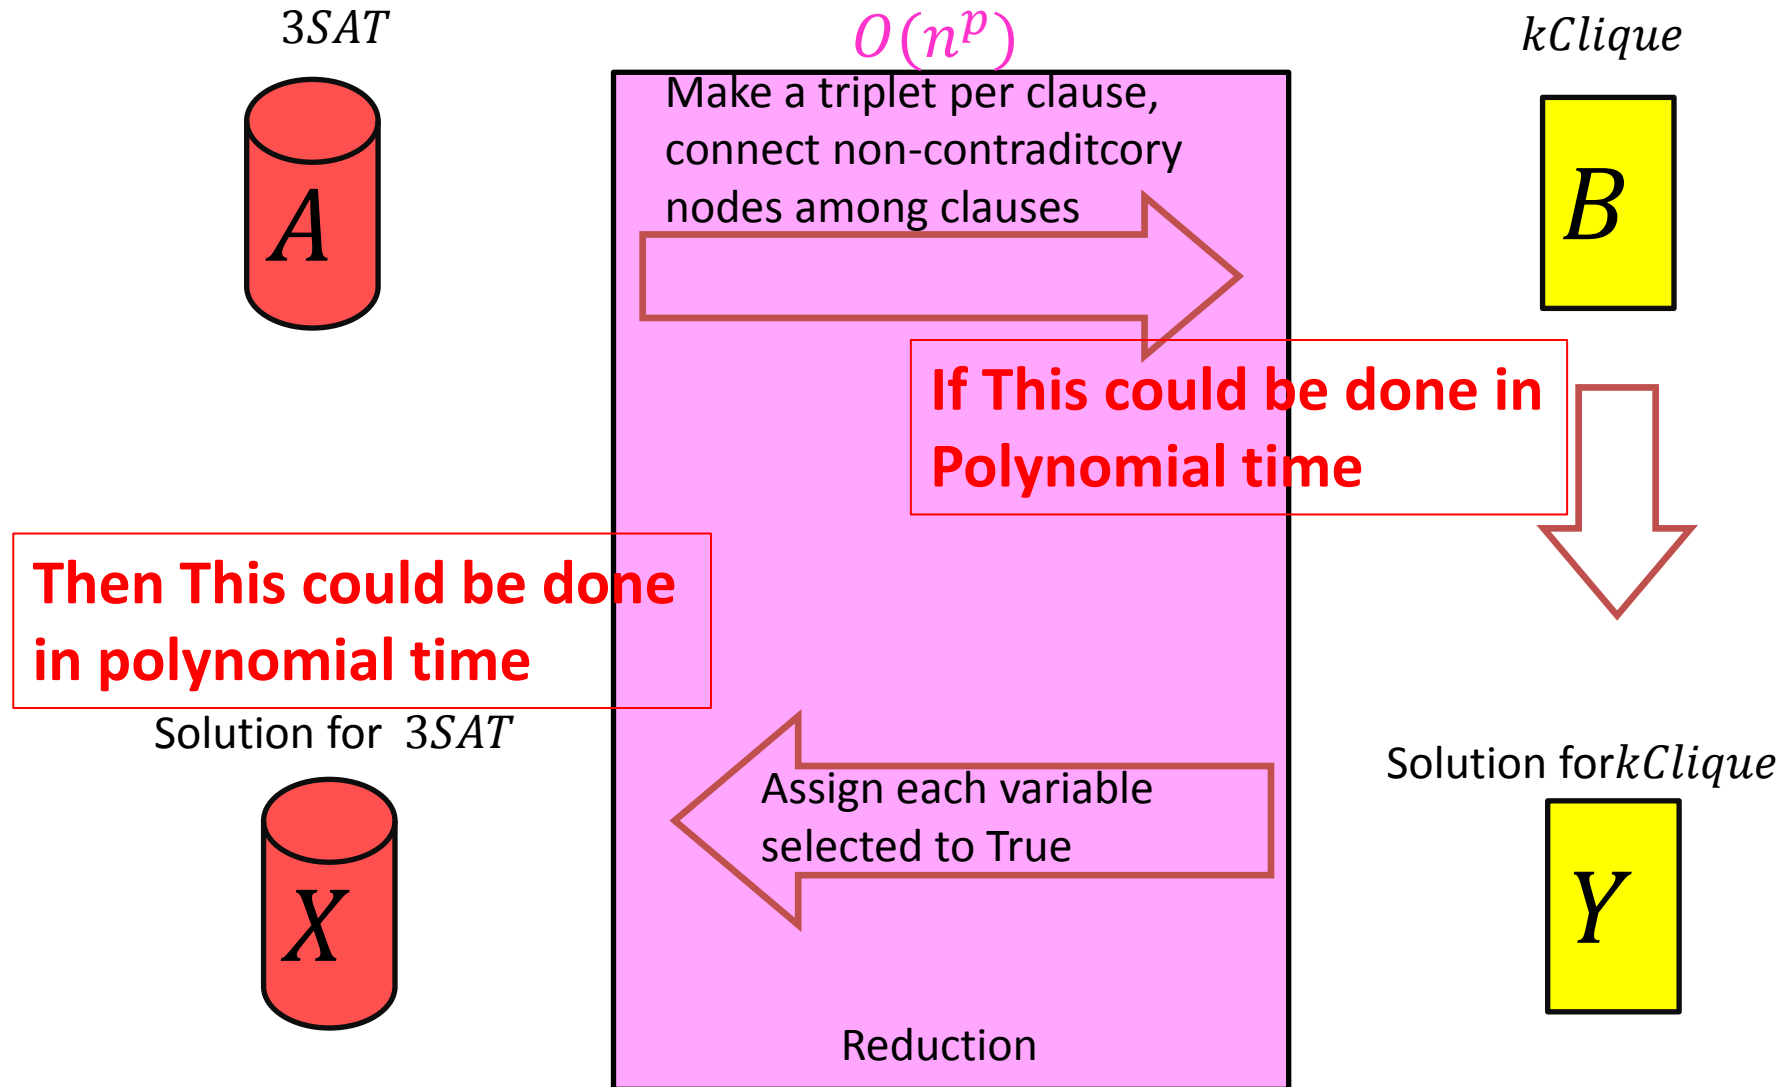 3SAT
O(n^p)
kClique
Make a triplet per clause,
connect non-contraditcory
nodes among clauses
A
B
If This could be done in
Polynomial time
Then This could be done
in polynomial time
Solution for 3SAT
Solution forkClique
Assign each variable
selected to True
X
Y
Reduction